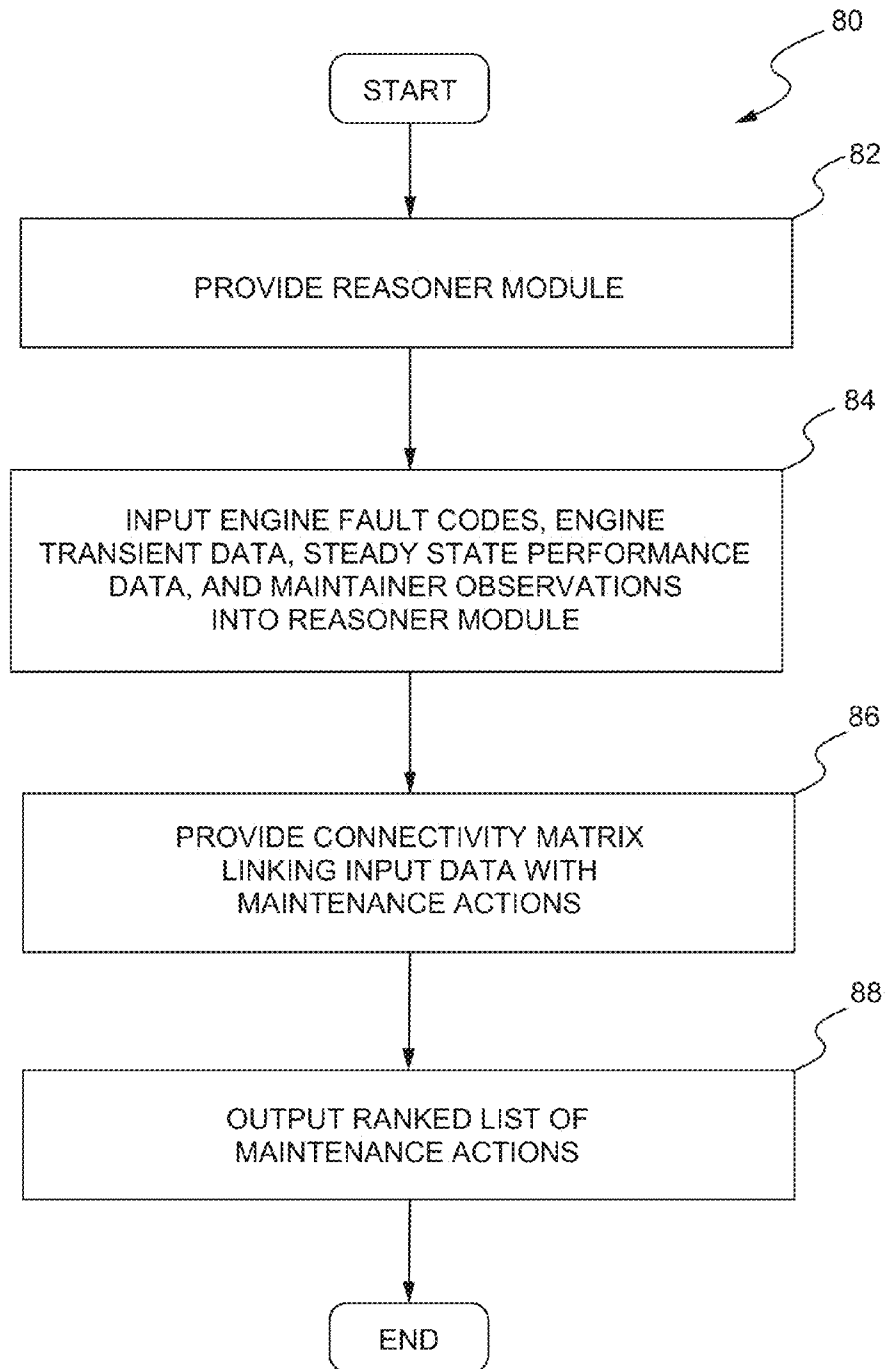 80
START
82
PROVIDE REASONER MODULE
84
INPUT ENGINE FAULT CODES, ENGINE
TRANSIENT DATA, STEADY STATE PERFORMANCE
DATA, AND MAINTAINER OBSERVATIONS
INTO REASONER MODULE
86
PROVIDE CONNECTIVITY MATRIX
LINKING INPUT DATA WITH
MAINTENANCE ACTIONS
88
OUTPUT RANKED LIST OF
MAINTENANCE ACTIONS
END